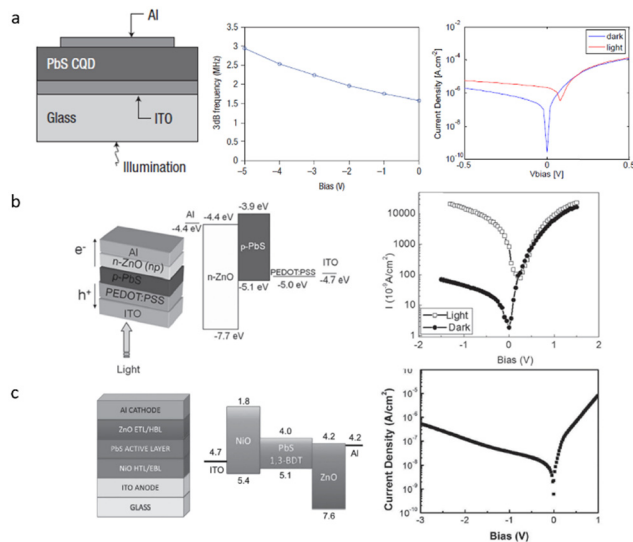 a
Al
PbS CQD
Glass
ITO
Illumination
3dB frequency (MHz)
3.5
3
2.5
2
1.5
1
0.5
0
−5 −4 −3 −2 −1 0
Bias (V)
Current Density [A.cm⁻²]
10⁻²
10⁻⁴
10⁻⁶
10⁻⁸
10⁻¹⁰
dark
light
-0.5 0 0.5
Vbias [V]
b
e⁻
h⁺
Al
n-ZnO (np)
p-PbS
PEDOT:PSS
ITO
Light
Al
-4.4 eV
-4.4 eV
n-ZnO
-7.7 eV
-3.9 eV
p-PbS
-5.1 eV
PEDOT:PSS
-5.0 eV
ITO
-4.7 eV
I (10⁻⁹A/cm²)
10000
1000
100
10
1
Light
Dark
-2 -1 0 1 2
Bias (V)
c
Al CATHODE
ZnO ETL/HBL
PbS ACTIVE LAYER
NiO HTL/EBL
ITO ANODE
GLASS
4.7
ITO
1.8
NiO
5.4
4.0
PbS
1,3-BDT
5.1
4.2
ZnO
7.6
4.2
Al
Current Density (A/cm²)
10⁻⁴
10⁻⁵
10⁻⁶
10⁻⁷
10⁻⁸
10⁻⁹
10⁻¹⁰
-3 -2 -1 0 1
Bias (V)